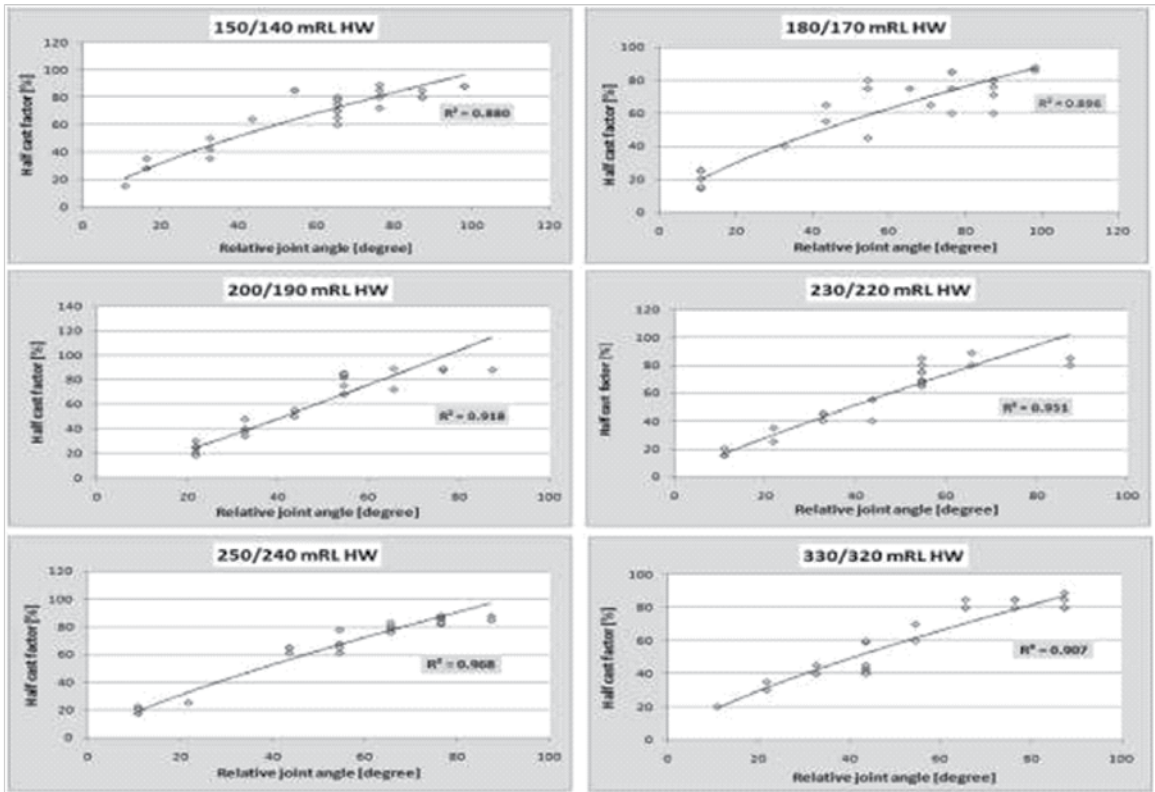 150/140 mRL HW
120
100
80
60
40
20
0
Half cast factor [%]
R² = 0.880
0 20 40 60 80 100 120
Relative joint angle [degree]
180/170 mRL HW
100
80
60
40
20
0
Half cast factor [%]
R² = 0.896
0 20 40 60 80 100 120
Relative joint angle [degree]
200/190 mRL HW
140
120
100
80
60
40
20
0
Half cast factor [%]
R² = 0.918
0 20 40 60 80 100
Relative joint angle [degree]
230/220 mRL HW
120
100
80
60
40
20
0
cast factor [%]
R² = 0.951
0 20 40 60 80 100
Relative joint angle [degree]
250/240 mRL HW
120
100
80
60
40
20
0
Half cast factor [%]
R² = 0.968
0 20 40 60 80 100
Relative joint angle [degree]
330/320 mRL HW
100
80
60
40
20
0
Half cast factor [%]
R² = 0.907
0 20 40 60 80 100
Relative joint angle [degree]